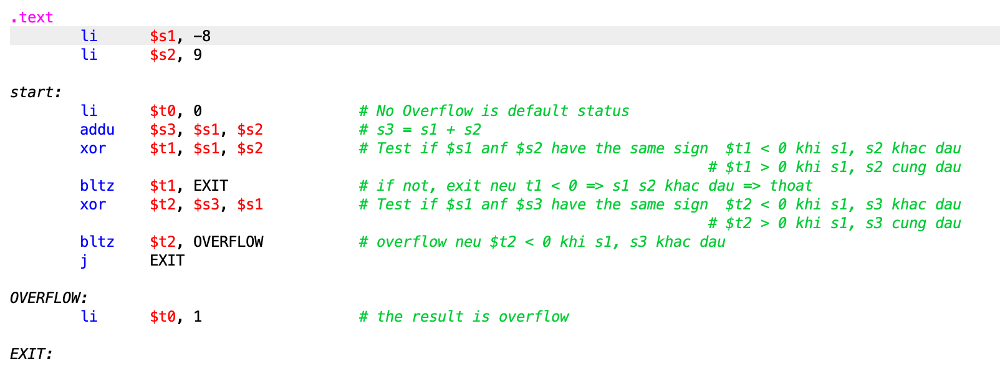 .text
li $s1, -8
li $s2, 9
start:
li $t0, 0 # No Overflow is default status
addu $s3, $s1, $s2 # s3 = s1 + s2
xor $t1, $s1, $s2 # Test if $s1 anf $s2 have the same sign $t1 < 0 khi s1, s2 khac dau
# $t1 > 0 khi s1, s2 cung dau
bltz $t1, EXIT # if not, exit neu t1 < 0 => s1 s2 khac dau => thoat
xor $t2, $s3, $s1 # Test if $s1 anf $s3 have the same sign $t2 < 0 khi s1, s3 khac dau
# $t2 > 0 khi s1, s3 cung dau
bltz $t2, OVERFLOW # overflow neu $t2 < 0 khi s1, s3 khac dau
j EXIT
OVERFLOW:
li $t0, 1 # the result is overflow
EXIT: